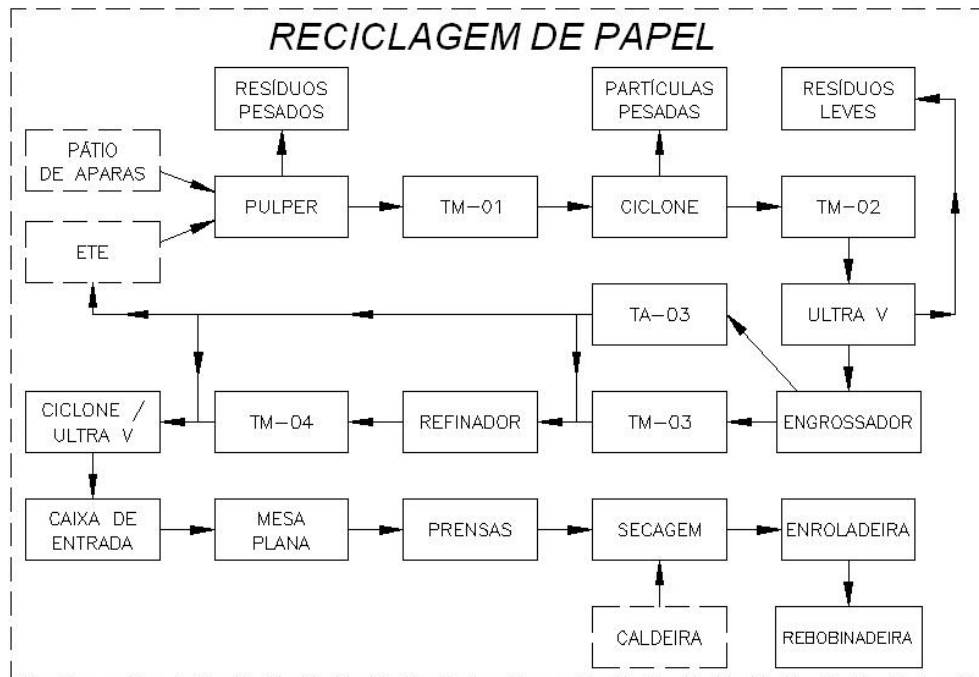 RECICLAGEM DE PAPEL
RESÍDUOS
PESADOS
PARTÍCULAS
PESADAS
RESÍDUOS
LEVES
PÁTIO
DE APARAS
PULPER
TM-01
CICLONE
TM-02
ETE
TA-03
ULTRA V
CICLONE /
ULTRA V
TM-04
REFINADOR
TM-03
ENGROSSADOR
CAIXA DE
ENTRADA
MESA
PLANA
PRENSAS
SECAGEM
ENROLADEIRA
CALDEIRA
REBOBINADEIRA